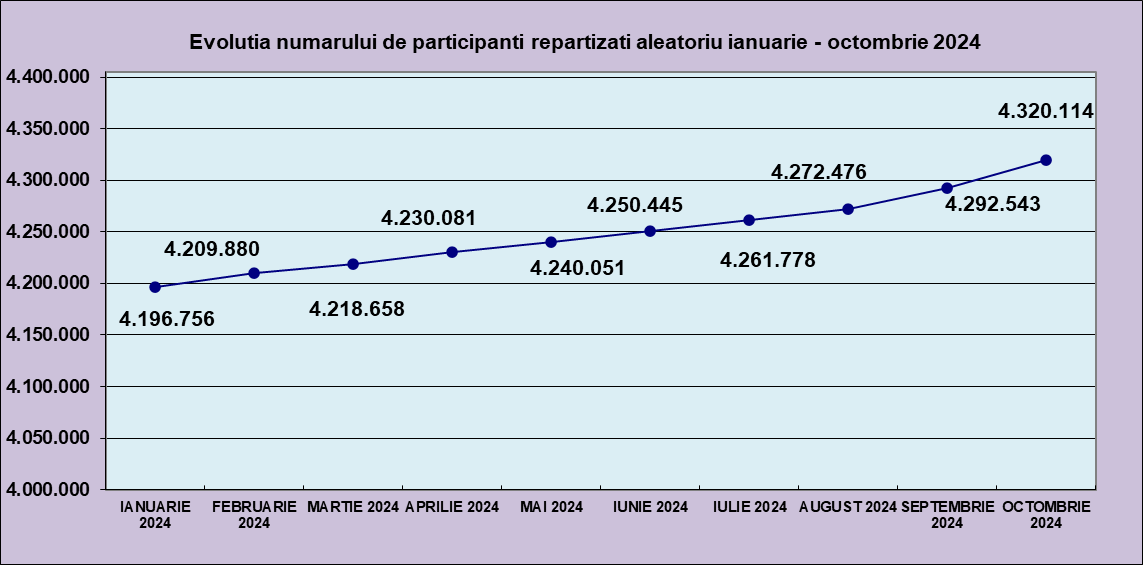 Evolutia numarului de participanti repartizati aleatoriu ianuarie - octombrie 2024
4.400.000
4.350.000
4.300.000
4.250.000
4.200.000
4.150.000
4.100.000
4.050.000
4.000.000
4.196.756
4.209.880
4.218.658
4.230.081
4.240.051
4.250.445
4.261.778
4.272.476
4.292.543
4.320.114
IANUARIE
2024
FEBRUARIE
2024
MARTIE 2024
APRILIE 2024
MAI 2024
IUNIE 2024
IULIE 2024
AUGUST 2024
SEPTEMBRIE
2024
OCTOMBRIE
2024